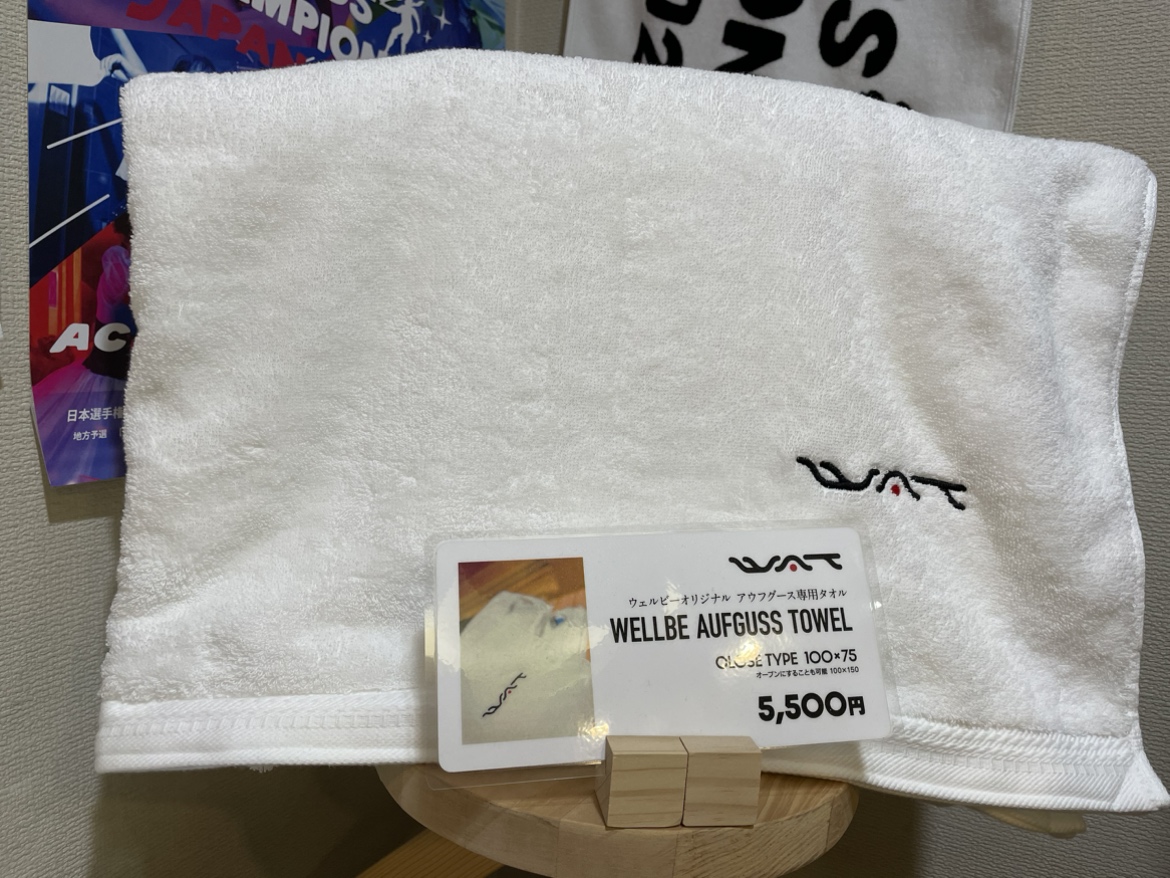 CHAMPION
JAPAN
AC
日本選手権
地方予選
WAT
WAT
ウェルビーオリジナル アウフグース専用タオル
WELLBE AUFGUSS TOWEL
CLOSE TYPE 100×75
オープンにすることも可能 100×150
5,500円
WAT